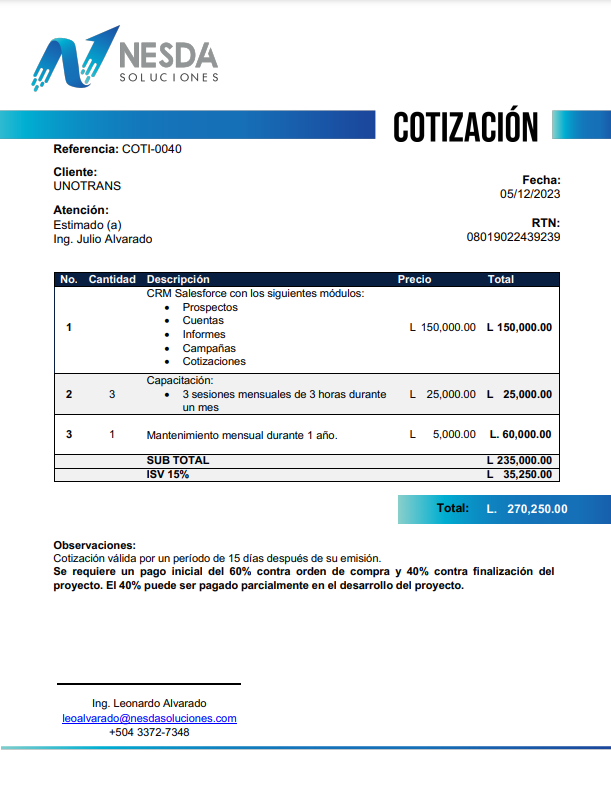 NESDA
SOLUCIONES
COTIZACIÓN
Referencia: COTI-0040
Cliente:
UNOTRANS
Fecha:
05/12/2023
Atención:
Estimado (a)
Ing. Julio Alvarado
RTN:
08019022439239
No. Cantidad Descripción Precio Total
CRM Salesforce con los siguientes módulos:
• Prospectos
• Cuentas
1 • Informes L 150,000.00 L 150,000.00
• Campañas
• Cotizaciones
Capacitación:
2 3 • 3 sesiones mensuales de 3 horas durante L 25,000.00 L 25,000.00
un mes
3 1 Mantenimiento mensual durante 1 año. L 5,000.00 L. 60,000.00
SUB TOTAL L 235,000.00
ISV 15% L 35,250.00
Total: L. 270,250.00
Observaciones:
Cotización válida por un período de 15 días después de su emisión.
Se requiere un pago inicial del 60% contra orden de compra y 40% contra finalización del
proyecto. El 40% puede ser pagado parcialmente en el desarrollo del proyecto.
Ing. Leonardo Alvarado
leoalvarado@nesdasoluciones.com
+504 3372-7348